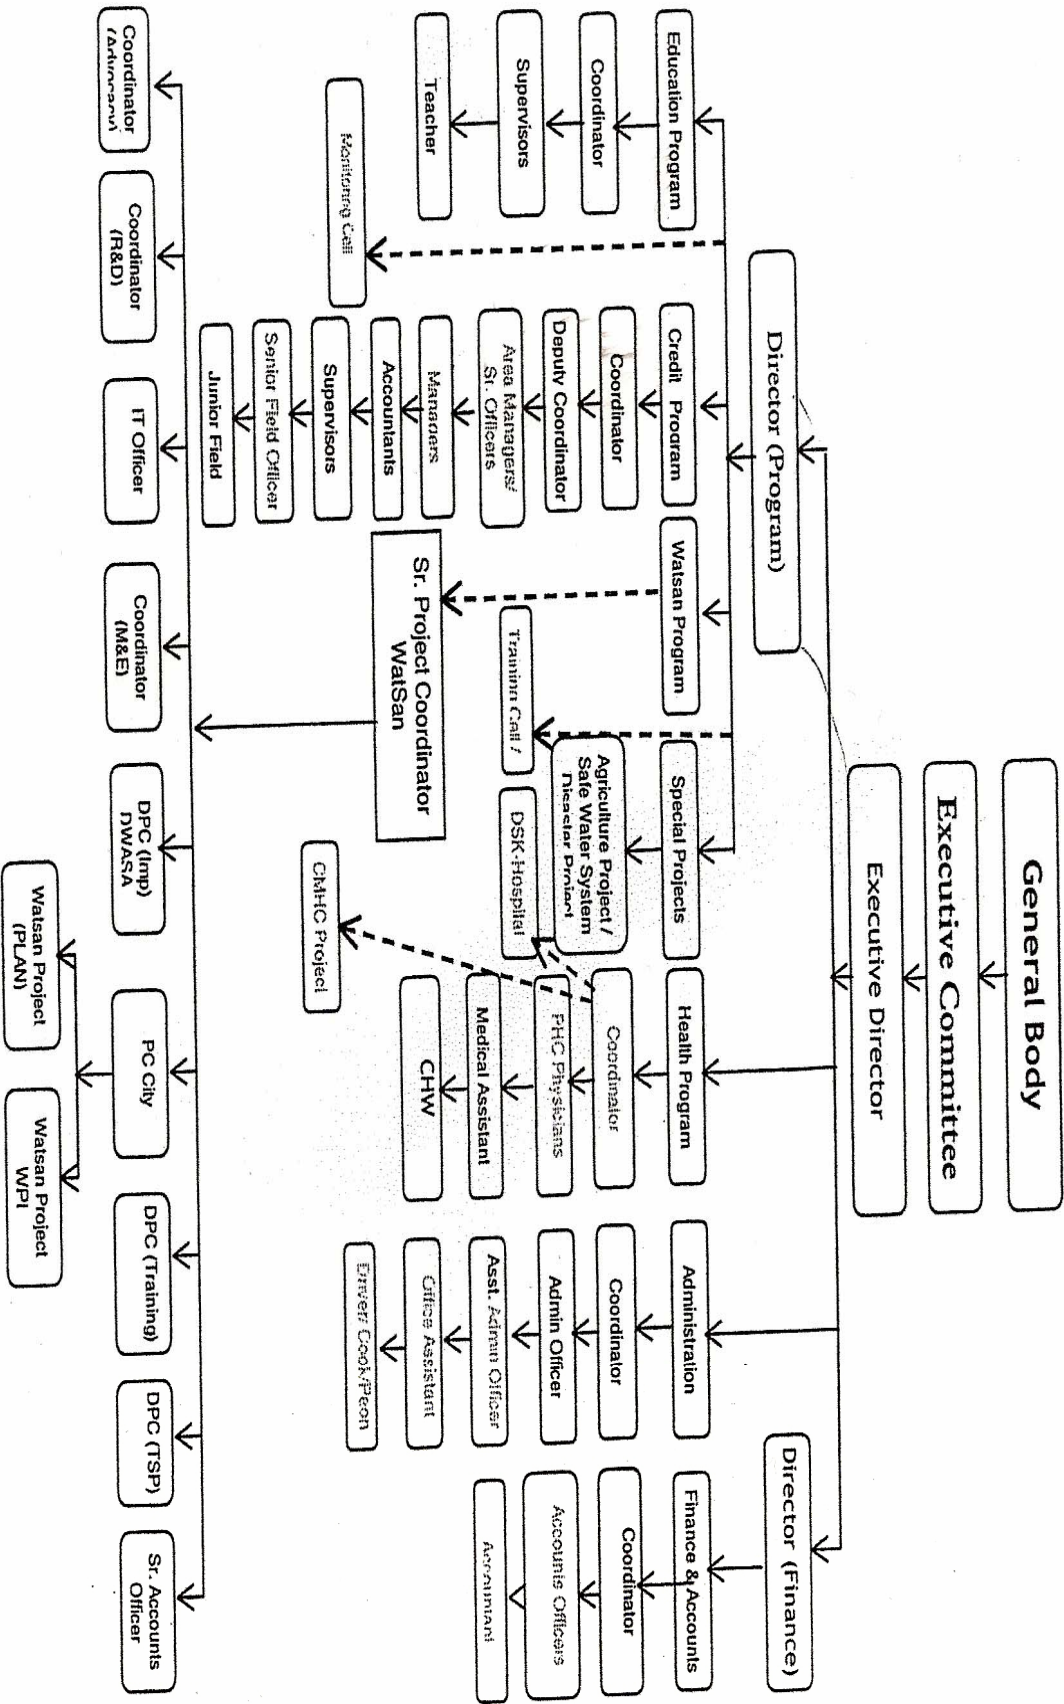 General Body
Executive Committee
Executive Director
Director (Program)
Director (Finance)
Education Program
Credit Program
Watsan Program
Special Projects
Health Program
Administration
Finance & Accounts
Coordinator
Supervisors
Teacher
Monitoring Cell
Coordinator
Deputy Coordinator
Area Managers/
Sr. Officers
Managers
Accountants
Supervisors
Senior Field Officer
Junior Field
Sr. Project Coordinator
WatSan
Training Cell /
Agriculture Project /
Safe Water System
Disaster Project
DSK-Hospital
CMHC Project
Coordinator
PHC Physicians
Medical Assistant
CHW
Coordinator
Admin Officer
Asst. Admin Officer
Office Assistant
Driver/ Cook/Peon
Coordinator
Accounts Officers
Accountant
Coordinator
(Advocacy)
Coordinator
(R&D)
IT Officer
Coordinator
(M&E)
DPC (Imp)
DWASA
PC City
DPC (Training)
DPC (TSP)
Sr. Accounts
Officer
Watsan Project
(PLAN)
Watsan Project
WPI